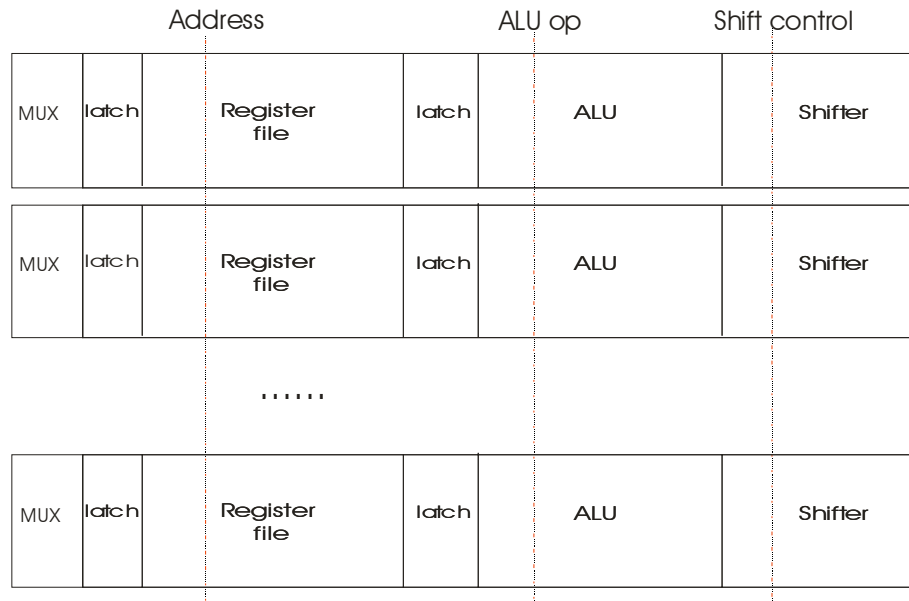 Address ALU op Shift control
MUX latch Register file latch ALU Shifter
MUX latch Register file latch ALU Shifter
......
MUX latch Register file latch ALU Shifter